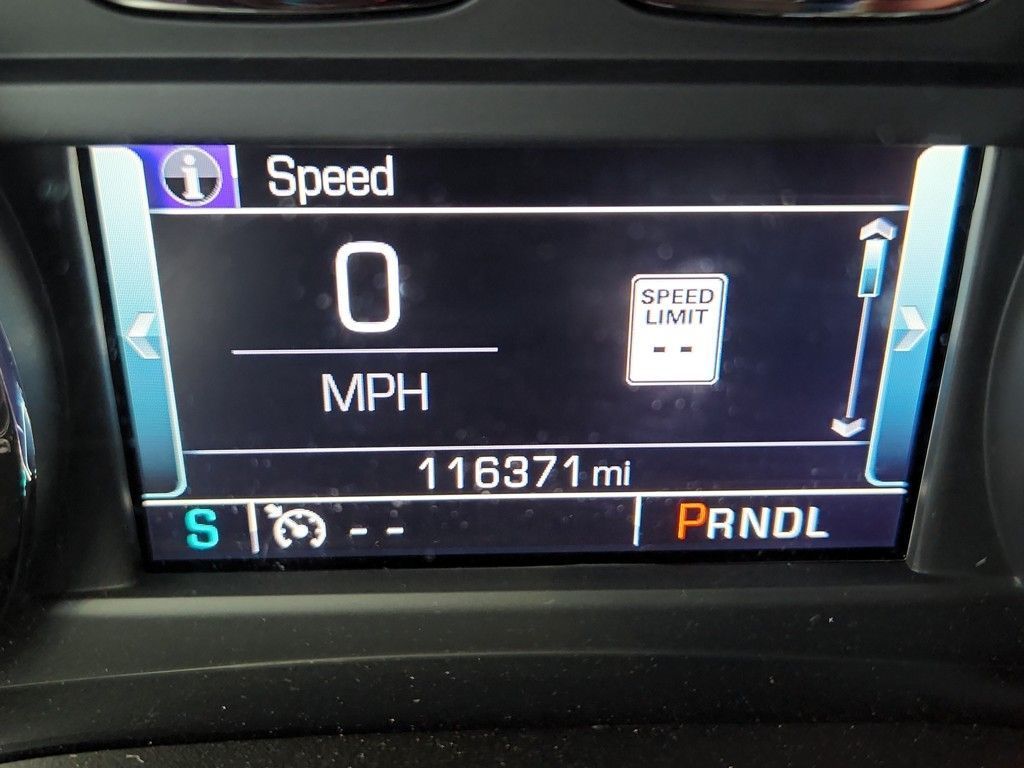 i Speed
0
MPH
SPEED
LIMIT
--
116371 mi
S -- PRNDL